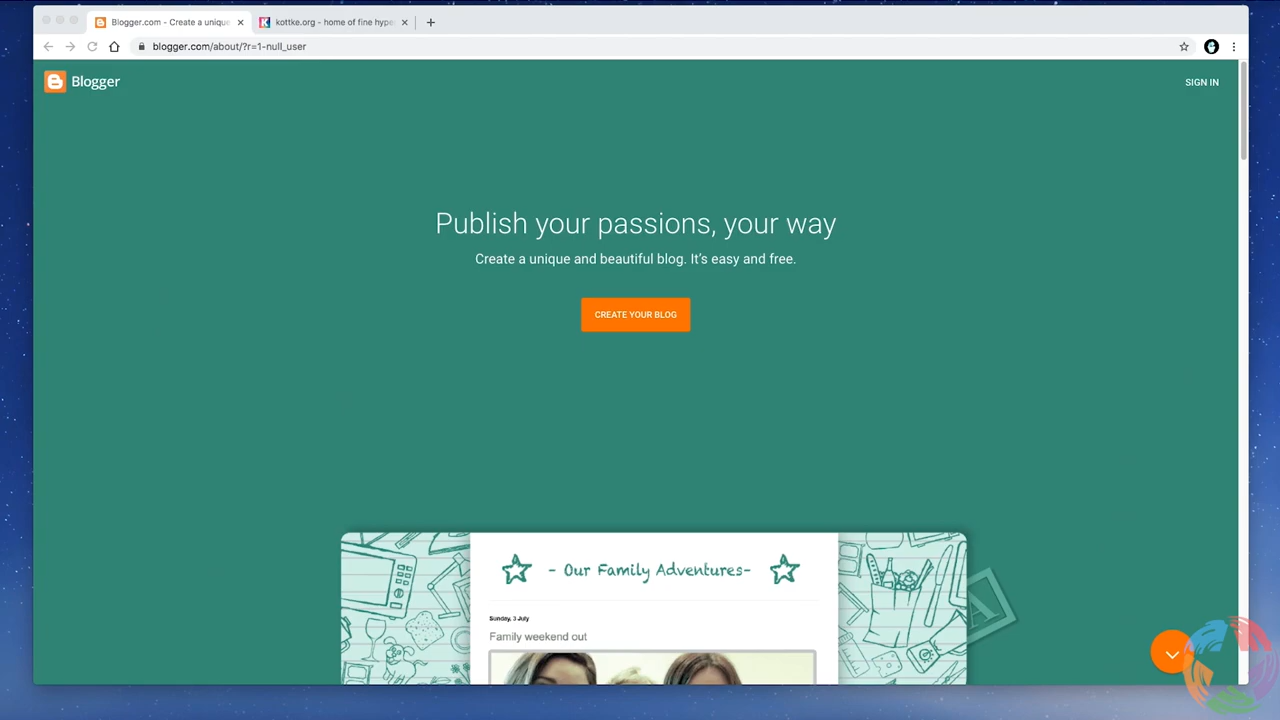 Blogger.com - Create a unique
kottke.org - home of fine hype
blogger.com/about/?r=1-null_user
Blogger
SIGN IN
Publish your passions, your way
Create a unique and beautiful blog. It's easy and free.
CREATE YOUR BLOG
- Our Family Adventures-
Sunday, 3 July
Family weekend out
A